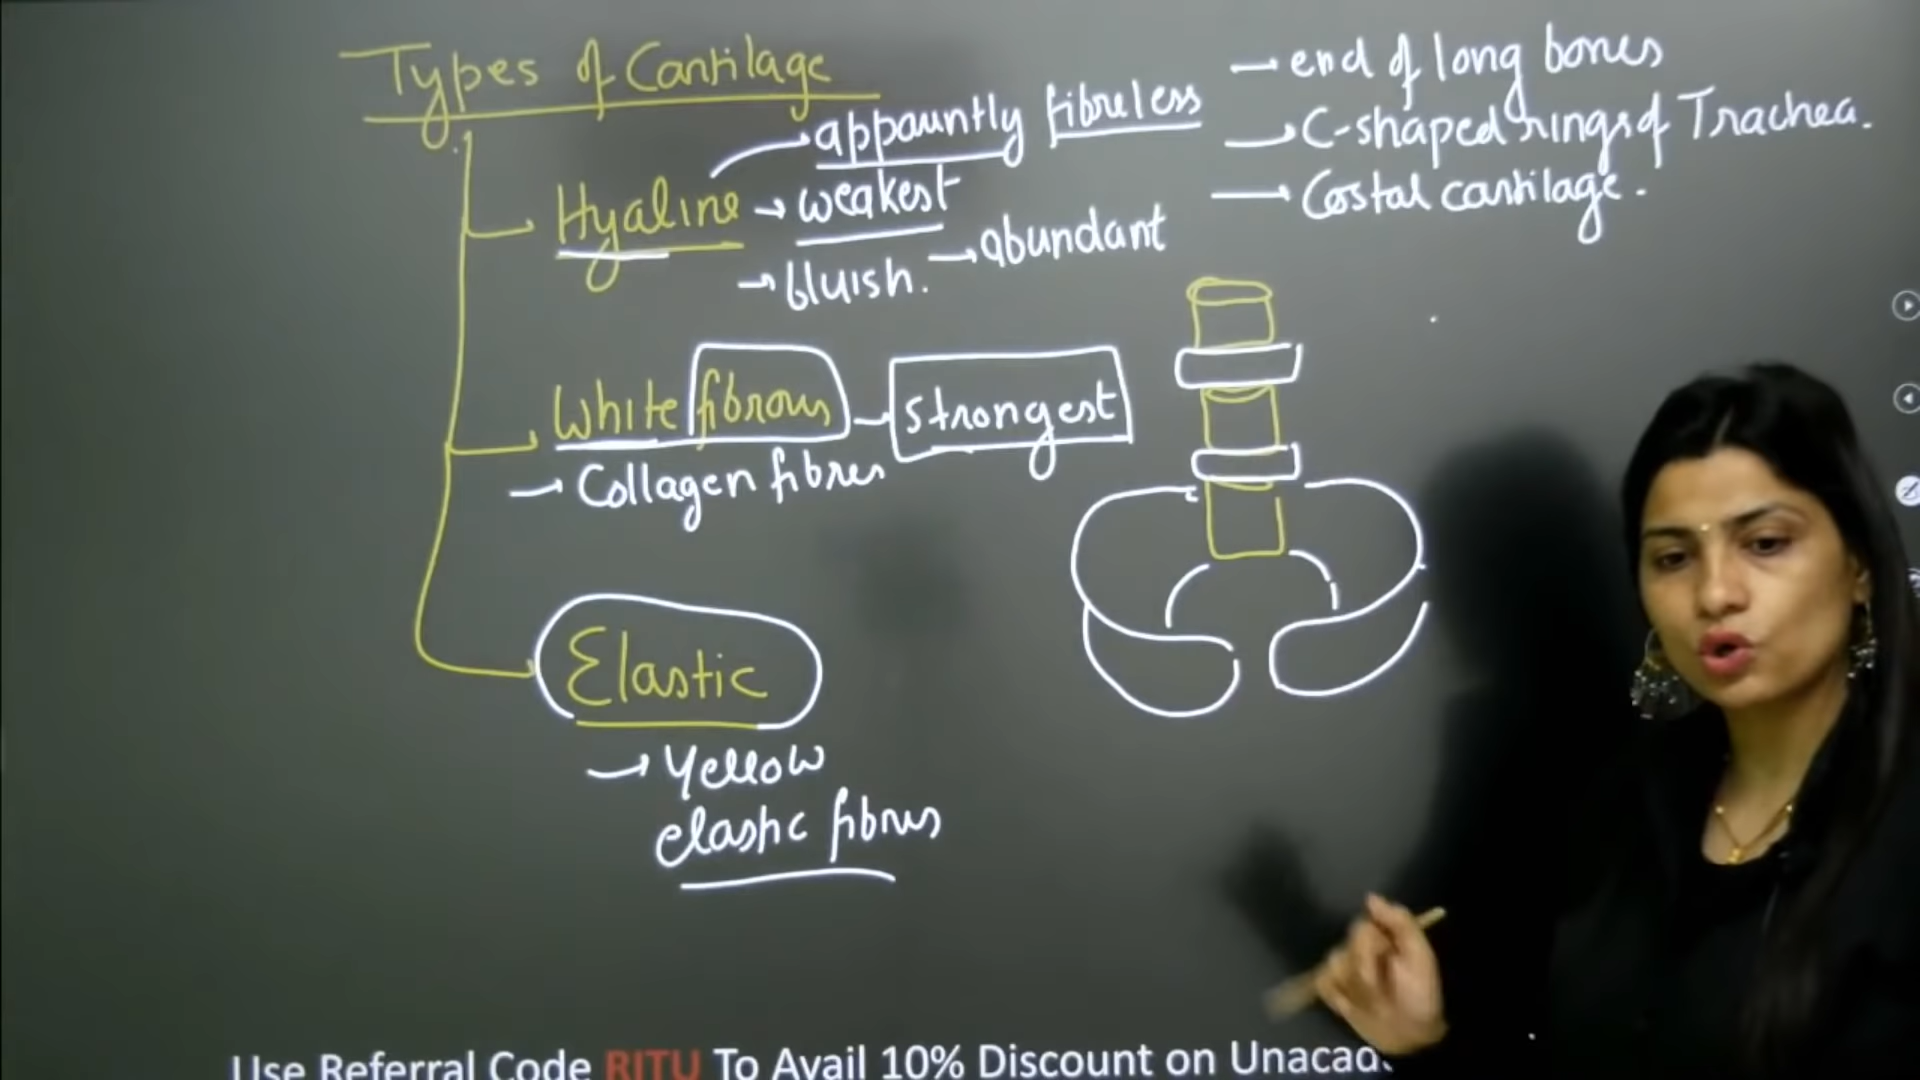 Types of Cartilage
appaurntly fibreless
Hyaline → weakest
→ bluish. → abundant
→ end of long bones
→ C-shaped rings of Trachea.
→ Costal cartilage.
White fibrous - strongest
→ Collagen fibres
Elastic
→ Yellow
elastic fibres
Use Referral Code RITU To Avail 10% Discount on Unacad